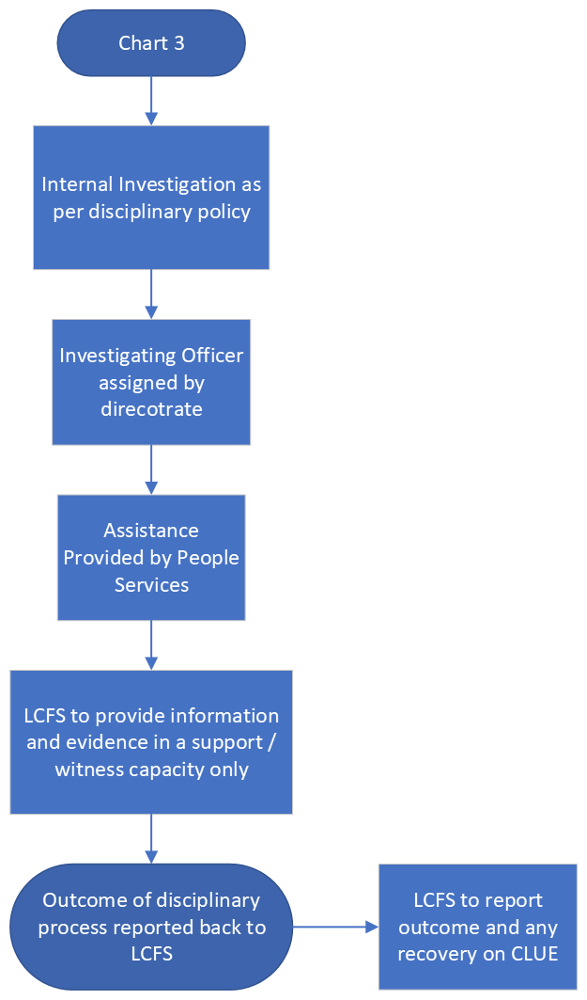 Chart 3
Internal Investigation as
per disciplinary policy
Investigating Officer
assigned by
direcotrate
Assistance
Provided by People
Services
LCFS to provide information
and evidence in a support /
witness capacity only
Outcome of disciplinary
process reported back to
LCFS
LCFS to report
outcome and any
recovery on CLUE